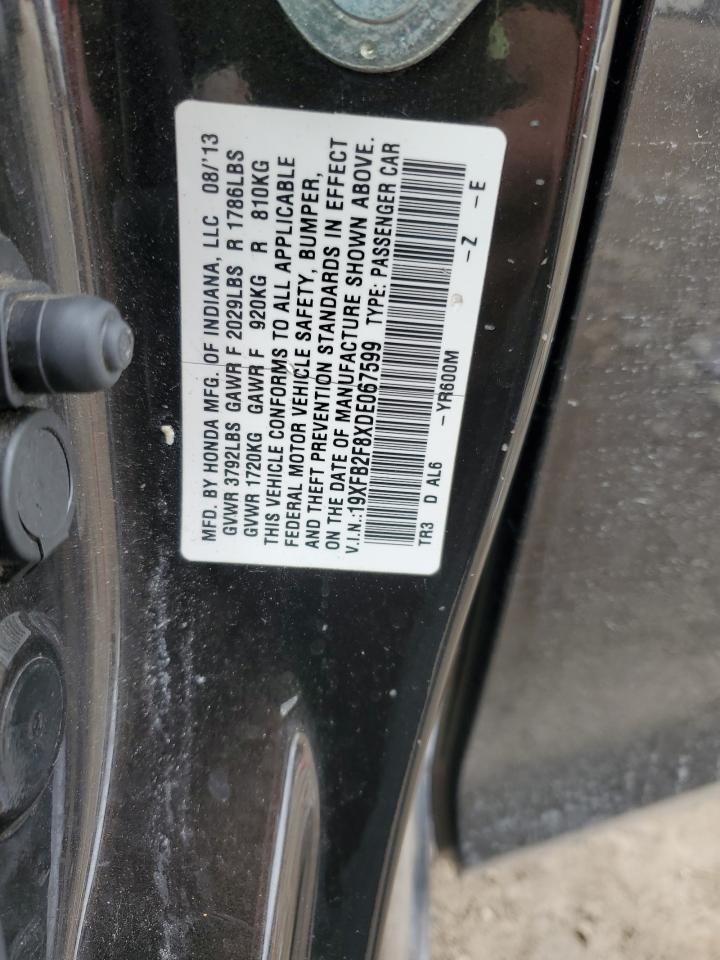 MFD. BY HONDA MFG. OF INDIANA, LLC 08/'13
GVWR 3792LBS GAWR F 2029LBS R 1786LBS
GVWR 1720KG GAWR F 920KG R 810KG
THIS VEHICLE CONFORMS TO ALL APPLICABLE
FEDERAL MOTOR VEHICLE SAFETY, BUMPER,
AND THEFT PREVENTION STANDARDS IN EFFECT
ON THE DATE OF MANUFACTURE SHOWN ABOVE.
V.I.N.:19XFB2F8XDE067599 TYPE: PASSENGER CAR
TR3 D AL6 -YR600M -Z -E